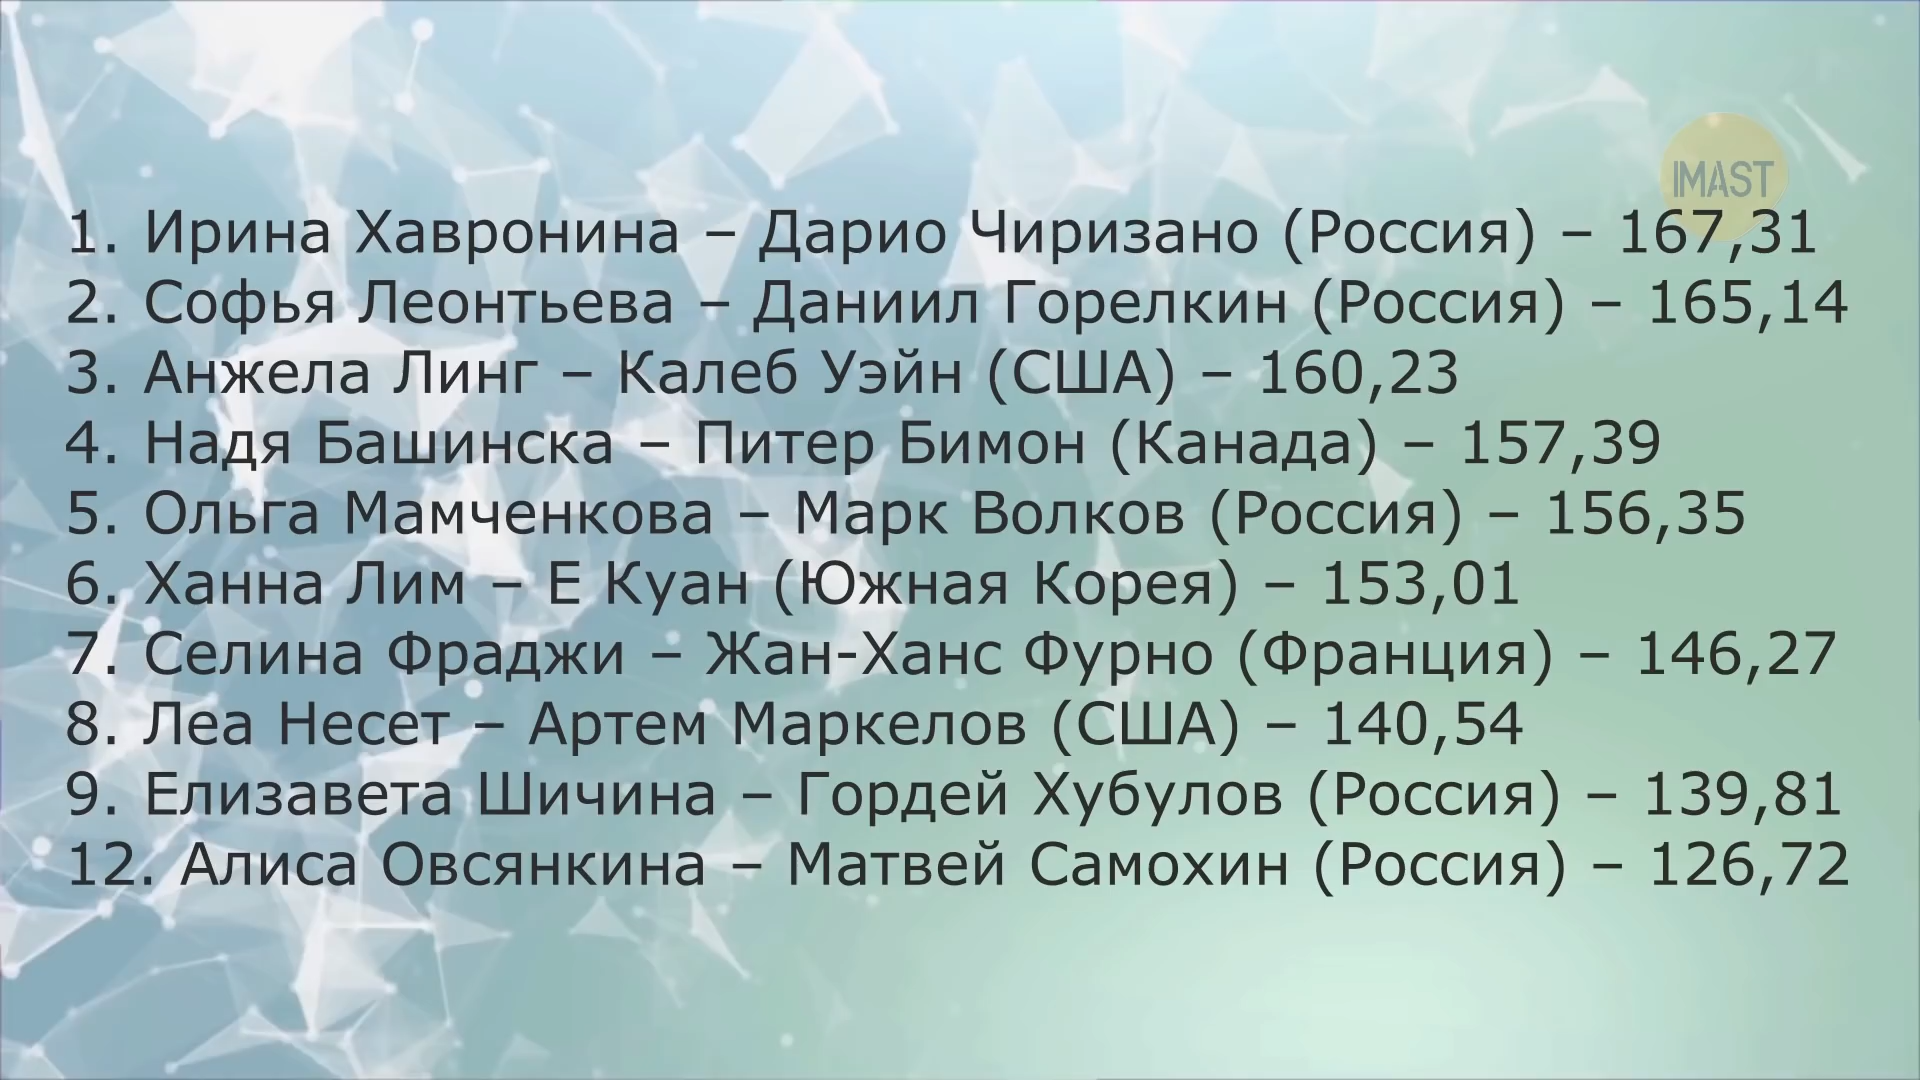 IMAST
1. Ирина Хавронина – Дарио Чиризано (Россия) – 167,31
2. Софья Леонтьева – Даниил Горелкин (Россия) – 165,14
3. Анжела Линг – Калеб Уэйн (США) – 160,23
4. Надя Башинска – Питер Бимон (Канада) – 157,39
5. Ольга Мамченкова – Марк Волков (Россия) – 156,35
6. Ханна Лим – Е Куан (Южная Корея) – 153,01
7. Селина Фраджи – Жан-Ханс Фурно (Франция) – 146,27
8. Леа Несет – Артем Маркелов (США) – 140,54
9. Елизавета Шичина – Гордей Хубулов (Россия) – 139,81
12. Алиса Овсянкина – Матвей Самохин (Россия) – 126,72